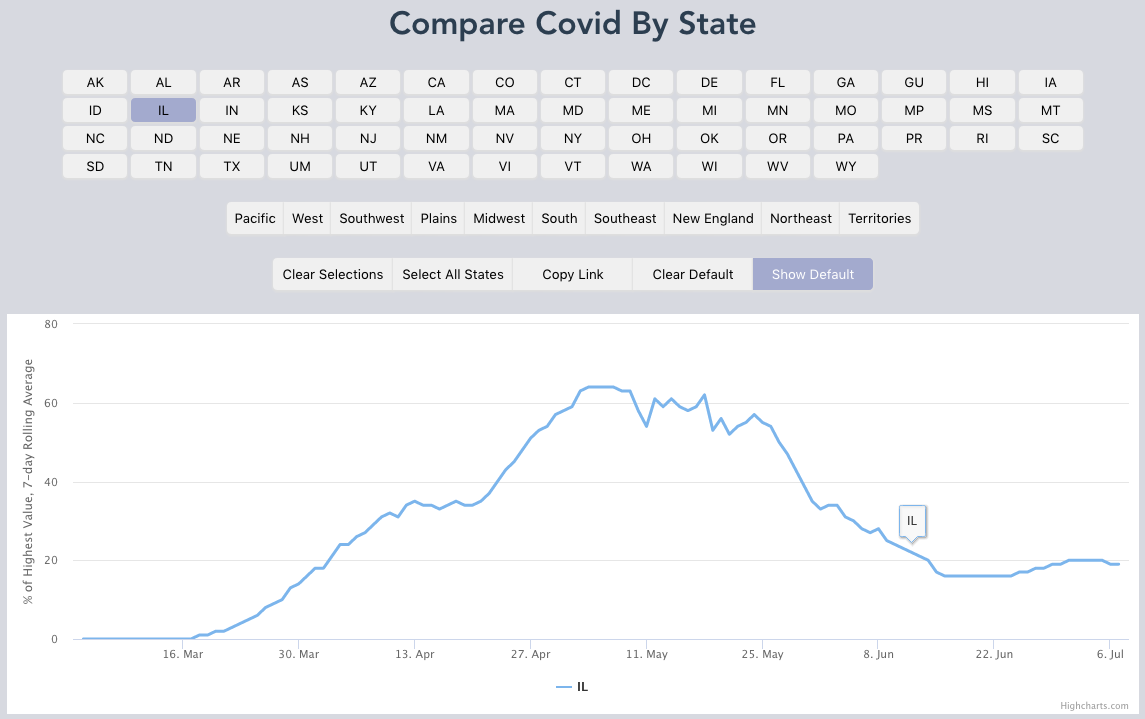 Compare Covid By State
AK AL AR AS AZ CA CO CT DC DE FL GA GU HI IA
ID IL IN KS KY LA MA MD ME MI MN MO MP MS MT
NC ND NE NH NJ NM NV NY OH OK OR PA PR RI SC
SD TN TX UM UT VA VI VT WA WI WV WY
Pacific West Southwest Plains Midwest South Southeast New England Northeast Territories
Clear Selections Select All States Copy Link Clear Default Show Default
% of Highest Value, 7-day Rolling Average
80
60
40
20
0
IL
16. Mar 30. Mar 13. Apr 27. Apr 11. May 25. May 8. Jun 22. Jun 6. Jul
IL
Highcharts.com